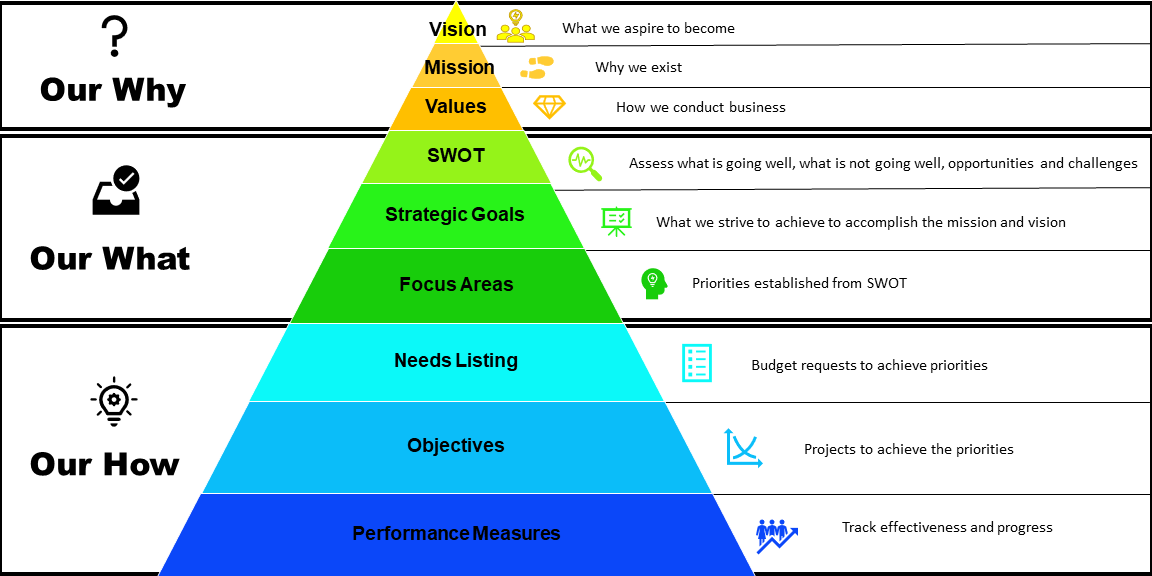 Our Why
Vision
What we aspire to become
Mission
Why we exist
Values
How we conduct business
Our What
SWOT
Assess what is going well, what is not going well, opportunities and challenges
Strategic Goals
What we strive to achieve to accomplish the mission and vision
Focus Areas
Priorities established from SWOT
Our How
Needs Listing
Budget requests to achieve priorities
Objectives
Projects to achieve the priorities
Performance Measures
Track effectiveness and progress